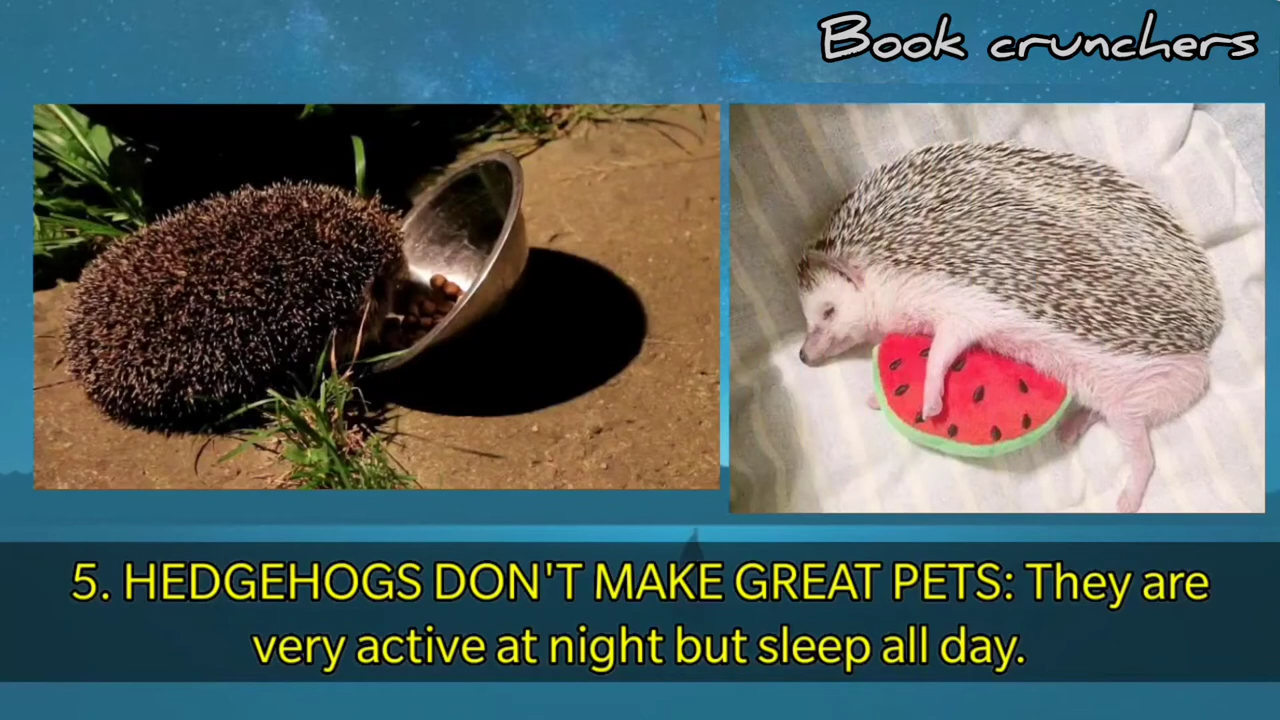 Book crunchers
5. HEDGEHOGS DON'T MAKE GREAT PETS: They are
very active at night but sleep all day.